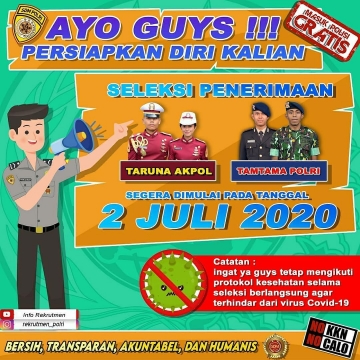 SDM POLRI
AYO GUYS !!!
PERSIAPKAN DIRI KALIAN
MASUK POLISI
GRATIS
SELEKSI PENERIMAAN
TARUNA AKPOL
TAMTAMA POLRI
SEGERA DIMULAI PADA TANGGAL
2 JULI 2020
Catatan :
ingat ya guys tetap mengikuti
protokol kesehatan selama
seleksi berlangsung agar
terhindar dari virus Covid-19
Info Rekrutmen
rekrutmen_polri
NO KKN
NO CALO
BERSIH, TRANSPARAN, AKUNTABEL, DAN HUMANIS